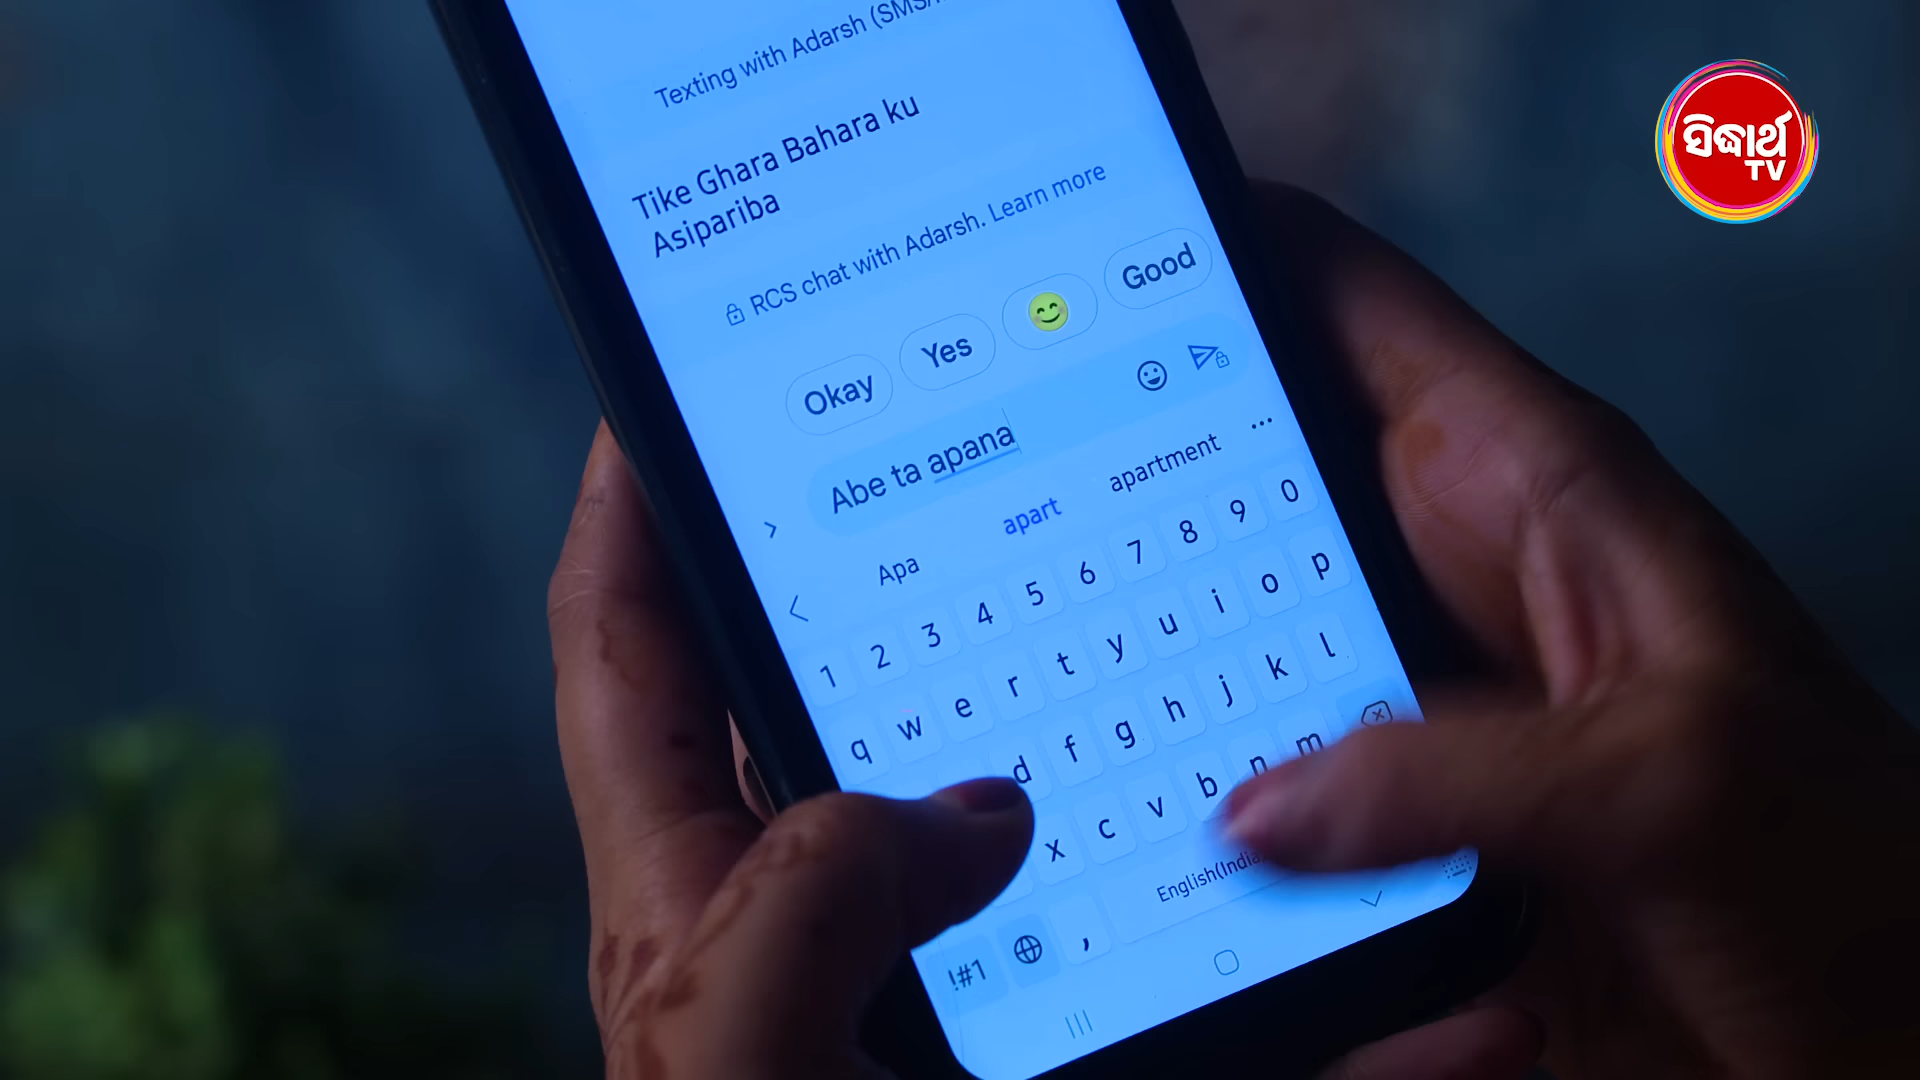 Texting with Adarsh (SMS/
Tike Ghara Bahara ku
Asipariba
RCS chat with Adarsh. Learn more
Okay Yes Good
Abe ta apana
Apa apart apartment
1 2 3 4 5 6 7 8 9 0
q w e r t y u i o p
d f g h j k l
x c v b n m
!#1 , English(India
ସିଦ୍ଧାର୍ଥ
TV